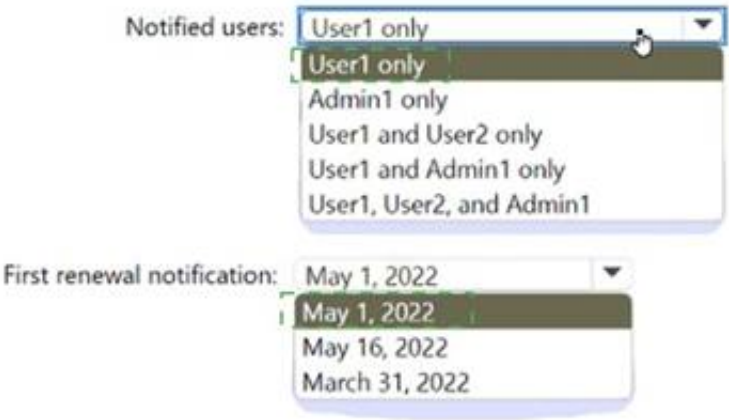 Notified users: User1 only
User1 only
Admin1 only
User1 and User2 only
User1 and Admin1 only
User1, User2, and Admin1
First renewal notification: May 1, 2022
May 1, 2022
May 16, 2022
March 31, 2022